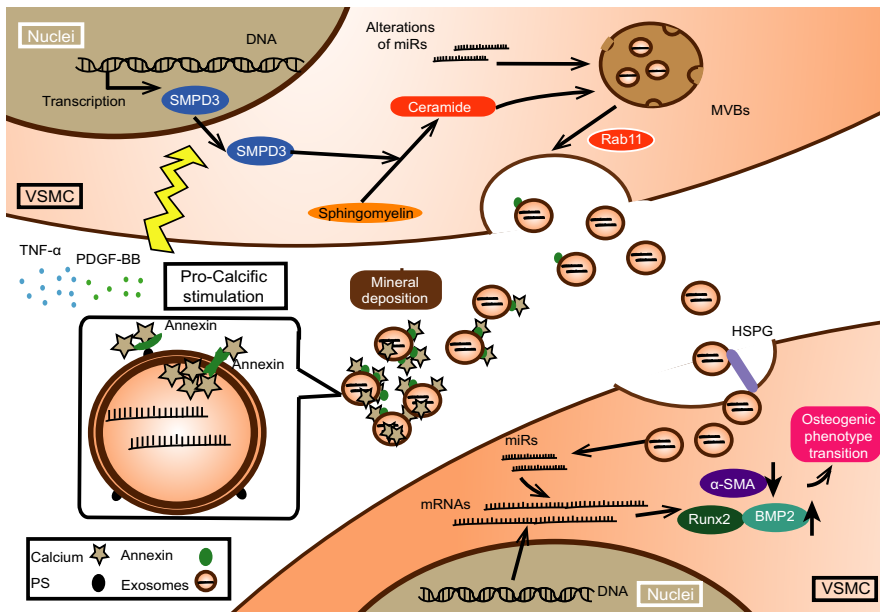 Nuclei
DNA
Transcription
SMPD3
SMPD3
VSMC
Alterations
of miRs
Ceramide
Sphingomyelin
MVBs
Rab11
TNF-α
PDGF-BB
Pro-Calcific
stimulation
Mineral
deposition
Annexin
Annexin
HSPG
miRs
mRNAs
Osteogenic
phenotype
transition
α-SMA
Runx2
BMP2
Calcium
Annexin
PS
Exosomes
DNA
Nuclei
VSMC